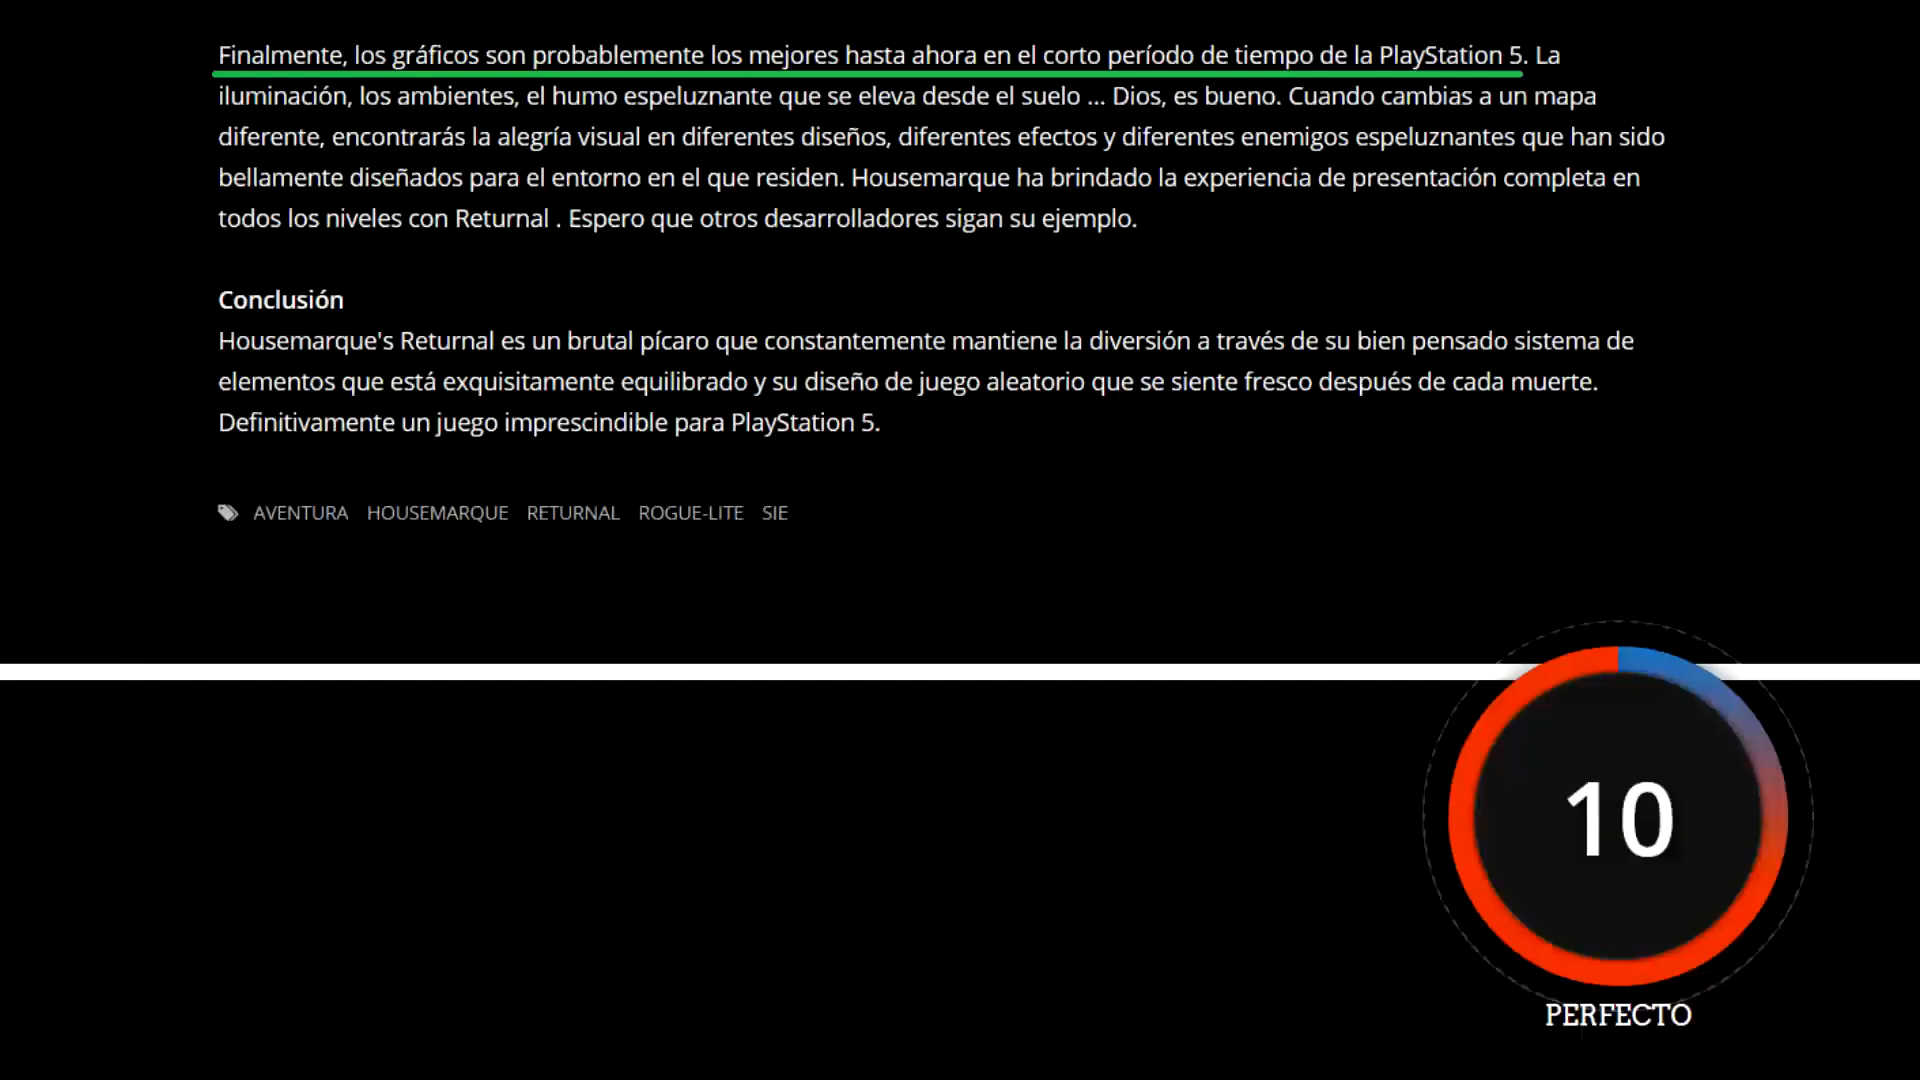 Finalmente, los gráficos son probablemente los mejores hasta ahora en el corto período de tiempo de la PlayStation 5. La
iluminación, los ambientes, el humo espeluznante que se eleva desde el suelo ... Dios, es bueno. Cuando cambias a un mapa
diferente, encontrarás la alegría visual en diferentes diseños, diferentes efectos y diferentes enemigos espeluznantes que han sido
bellamente diseñados para el entorno en el que residen. Housemarque ha brindado la experiencia de presentación completa en
todos los niveles con Returnal . Espero que otros desarrolladores sigan su ejemplo.
Conclusión
Housemarque's Returnal es un brutal pícaro que constantemente mantiene la diversión a través de su bien pensado sistema de
elementos que está exquisitamente equilibrado y su diseño de juego aleatorio que se siente fresco después de cada muerte.
Definitivamente un juego imprescindible para PlayStation 5.
AVENTURA HOUSEMARQUE RETURNAL ROGUE-LITE SIE
10
PERFECTO